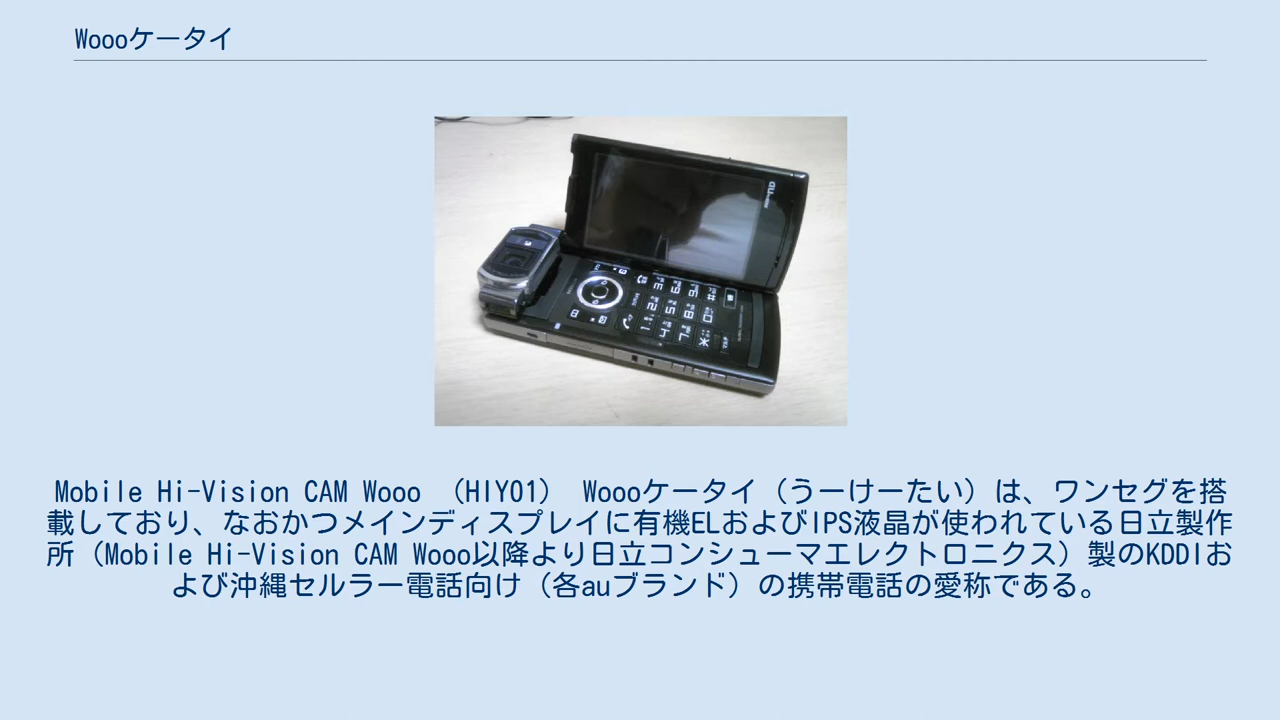 Woooケータイ
au
Mobile Hi-Vision CAM Wooo （HIY01） Woooケータイ（うーけーたい）は、ワンセグを搭
載しており、なおかつメインディスプレイに有機ELおよびIPS液晶が使われている日立製作
所（Mobile Hi-Vision CAM Wooo以降より日立コンシューマエレクトロニクス）製のKDDIお
よび沖縄セルラー電話向け（各auブランド）の携帯電話の愛称である。